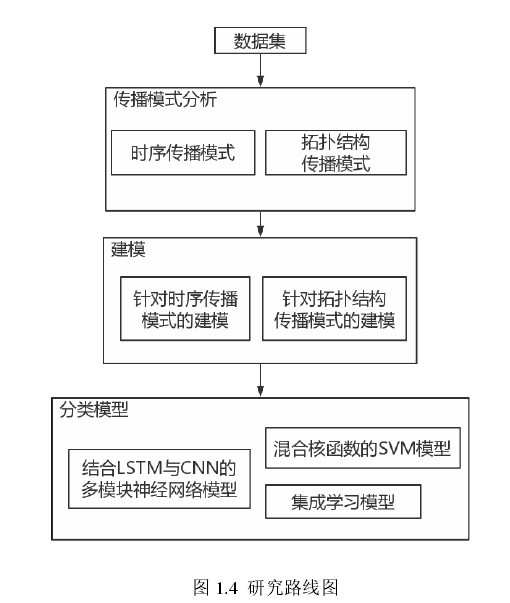 数据集
传播模式分析
时序传播模式
拓扑结构
传播模式
建模
针对时序传播
模式的建模
针对拓扑结构
传播模式的建模
分类模型
结合LSTM与CNN的
多模块神经网络模型
混合核函数的SVM模型
集成学习模型
图 1.4 研究路线图